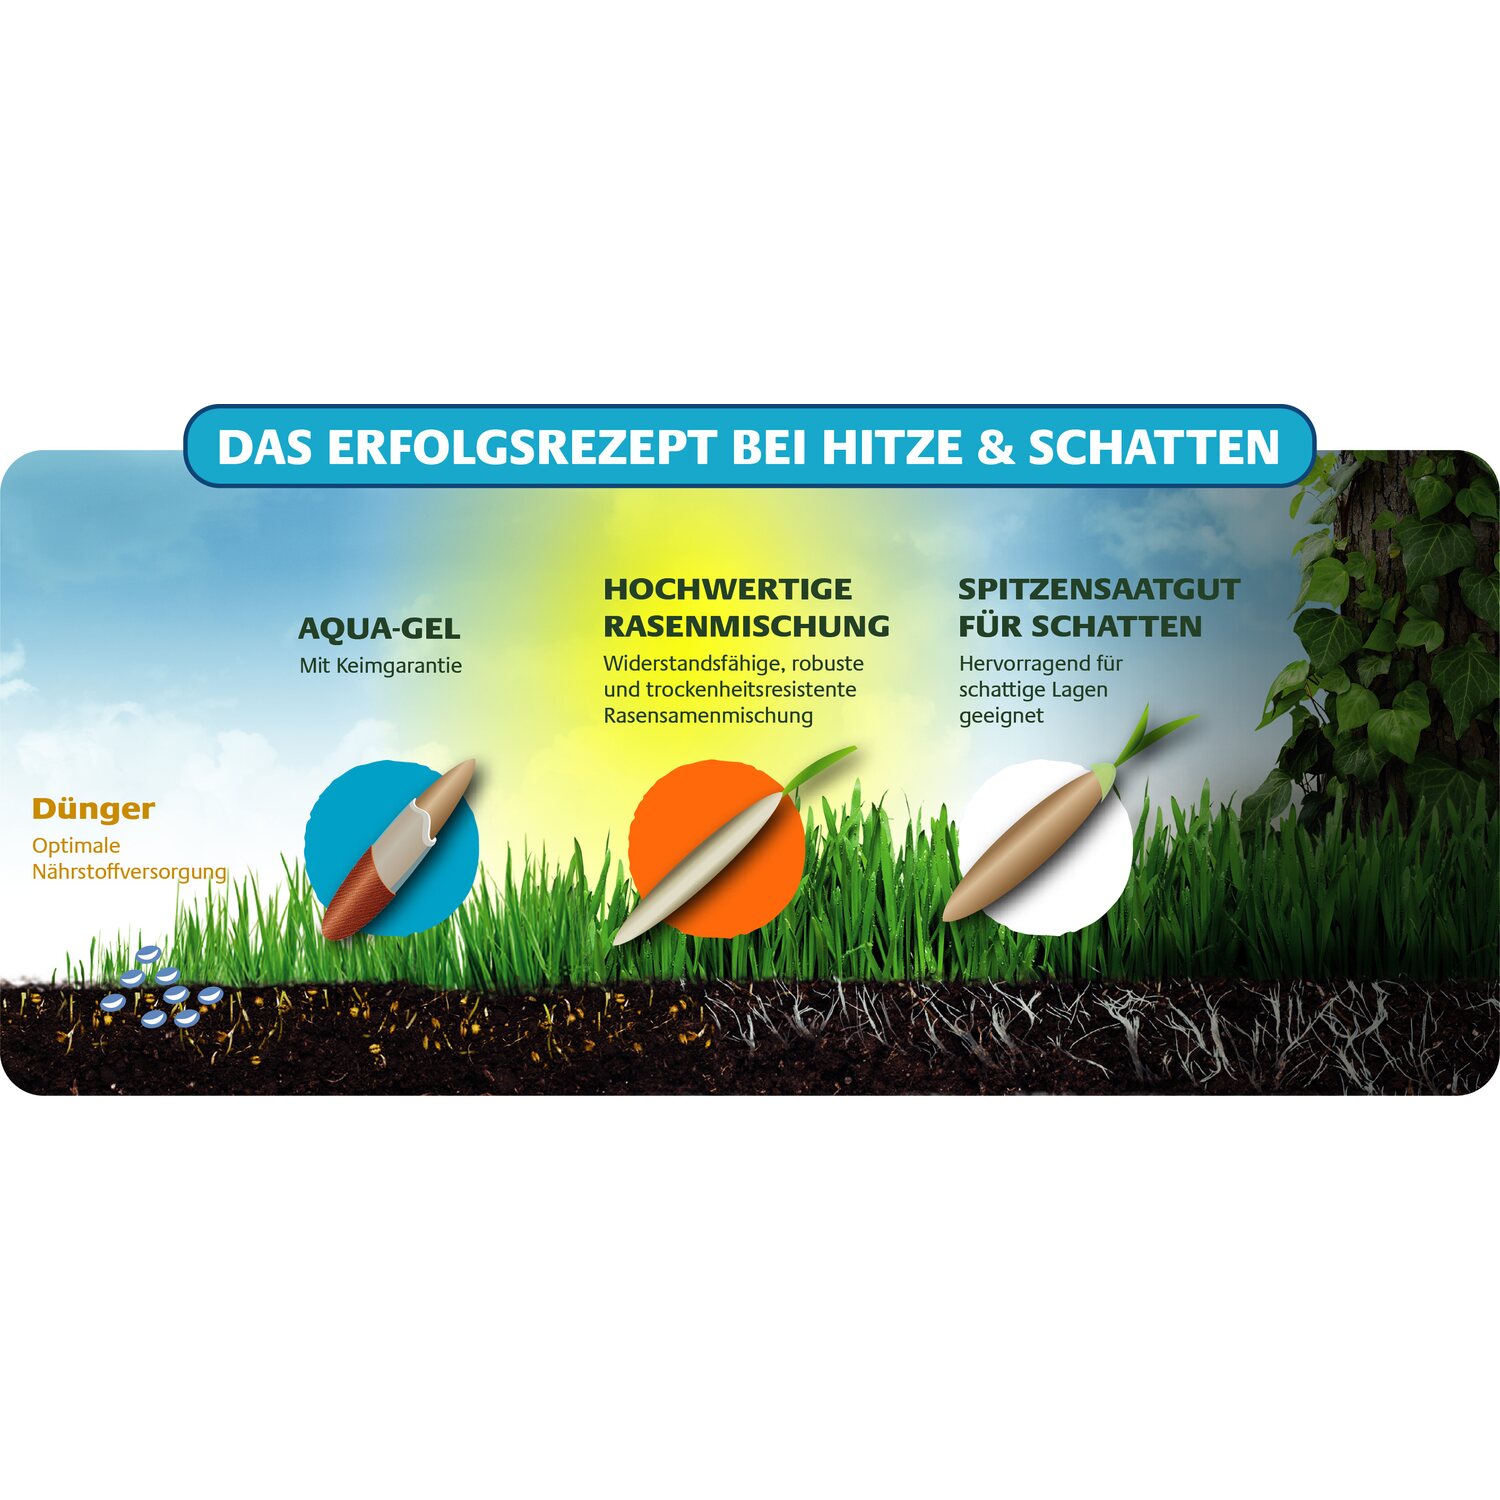 DAS ERFOLGSREZEPT BEI HITZE & SCHATTEN
Dünger
Optimale
Nährstoffversorgung
AQUA-GEL
Mit Keimgarantie
HOCHWERTIGE
RASENMISCHUNG
Widerstandsfähige, robuste
und trockenheitsresistente
Rasensamenmischung
SPITZENSAATGUT
FÜR SCHATTEN
Hervorragend für
schattige Lagen
geeignet